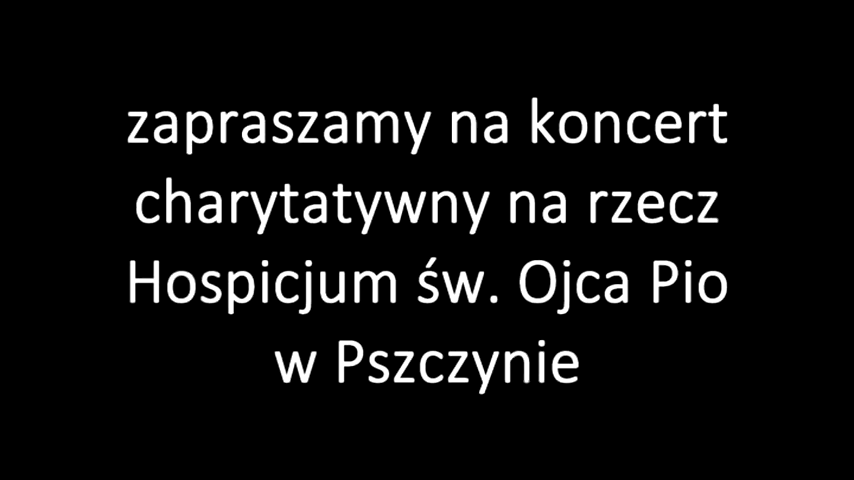 zapraszamy na koncert
charytatywny na rzecz
Hospicjum św. Ojca Pio
w Pszczynie